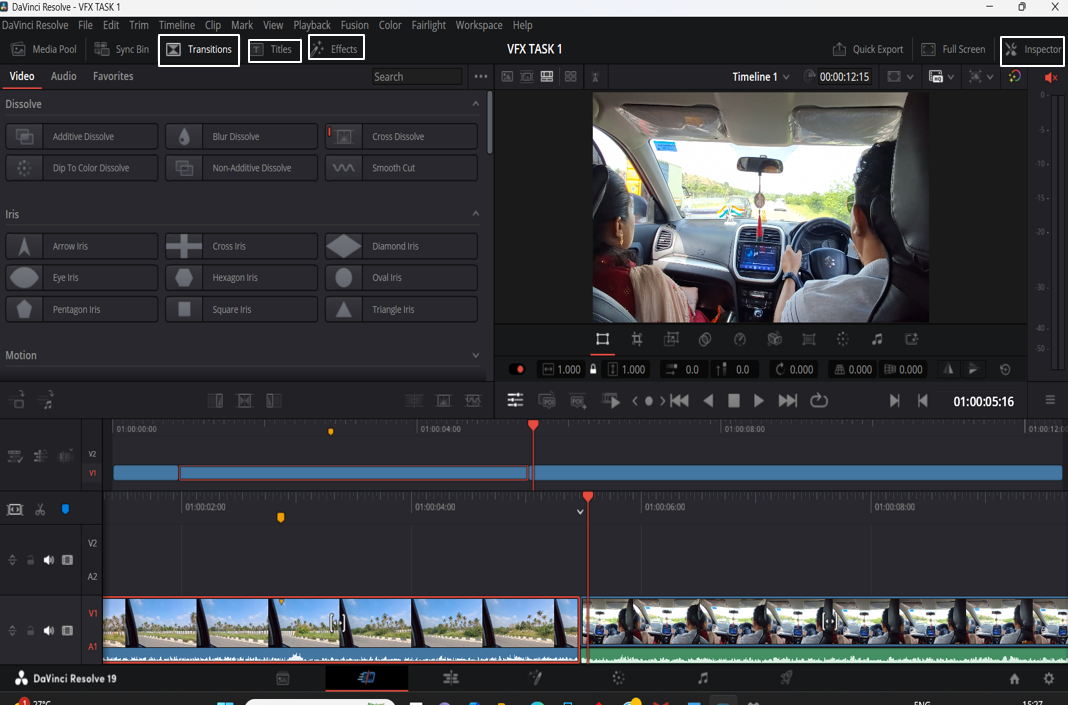 DaVinci Resolve - VFX TASK 1
DaVinci Resolve File Edit Trim Timeline Clip Mark View Playback Fusion Color Fairlight Workspace Help
Media Pool Sync Bin Transitions Titles Effects VFX TASK 1 Quick Export Full Screen Inspector
Video Audio Favorites Search ••• Timeline 1 00:00:12:15
Dissolve
Additive Dissolve Blur Dissolve Cross Dissolve
Dip To Color Dissolve Non-Additive Dissolve Smooth Cut
Iris
Arrow Iris Cross Iris Diamond Iris
Eye Iris Hexagon Iris Oval Iris
Pentagon Iris Square Iris Triangle Iris
Motion
0
-5
-10
-15
-20
-30
-40
-50
1.000 1.000 0.0 0.0 0.000 0.000 0.000
01:00:05:16
01:00:00:00 01:00:04:00 01:00:08:00 01:00:12:0
V2
V1
01:00:02:00 01:00:04:00 01:00:06:00 01:00:08:00
V2
A2
V1
A1
DaVinci Resolve 19
1 27°C ENG 15:27